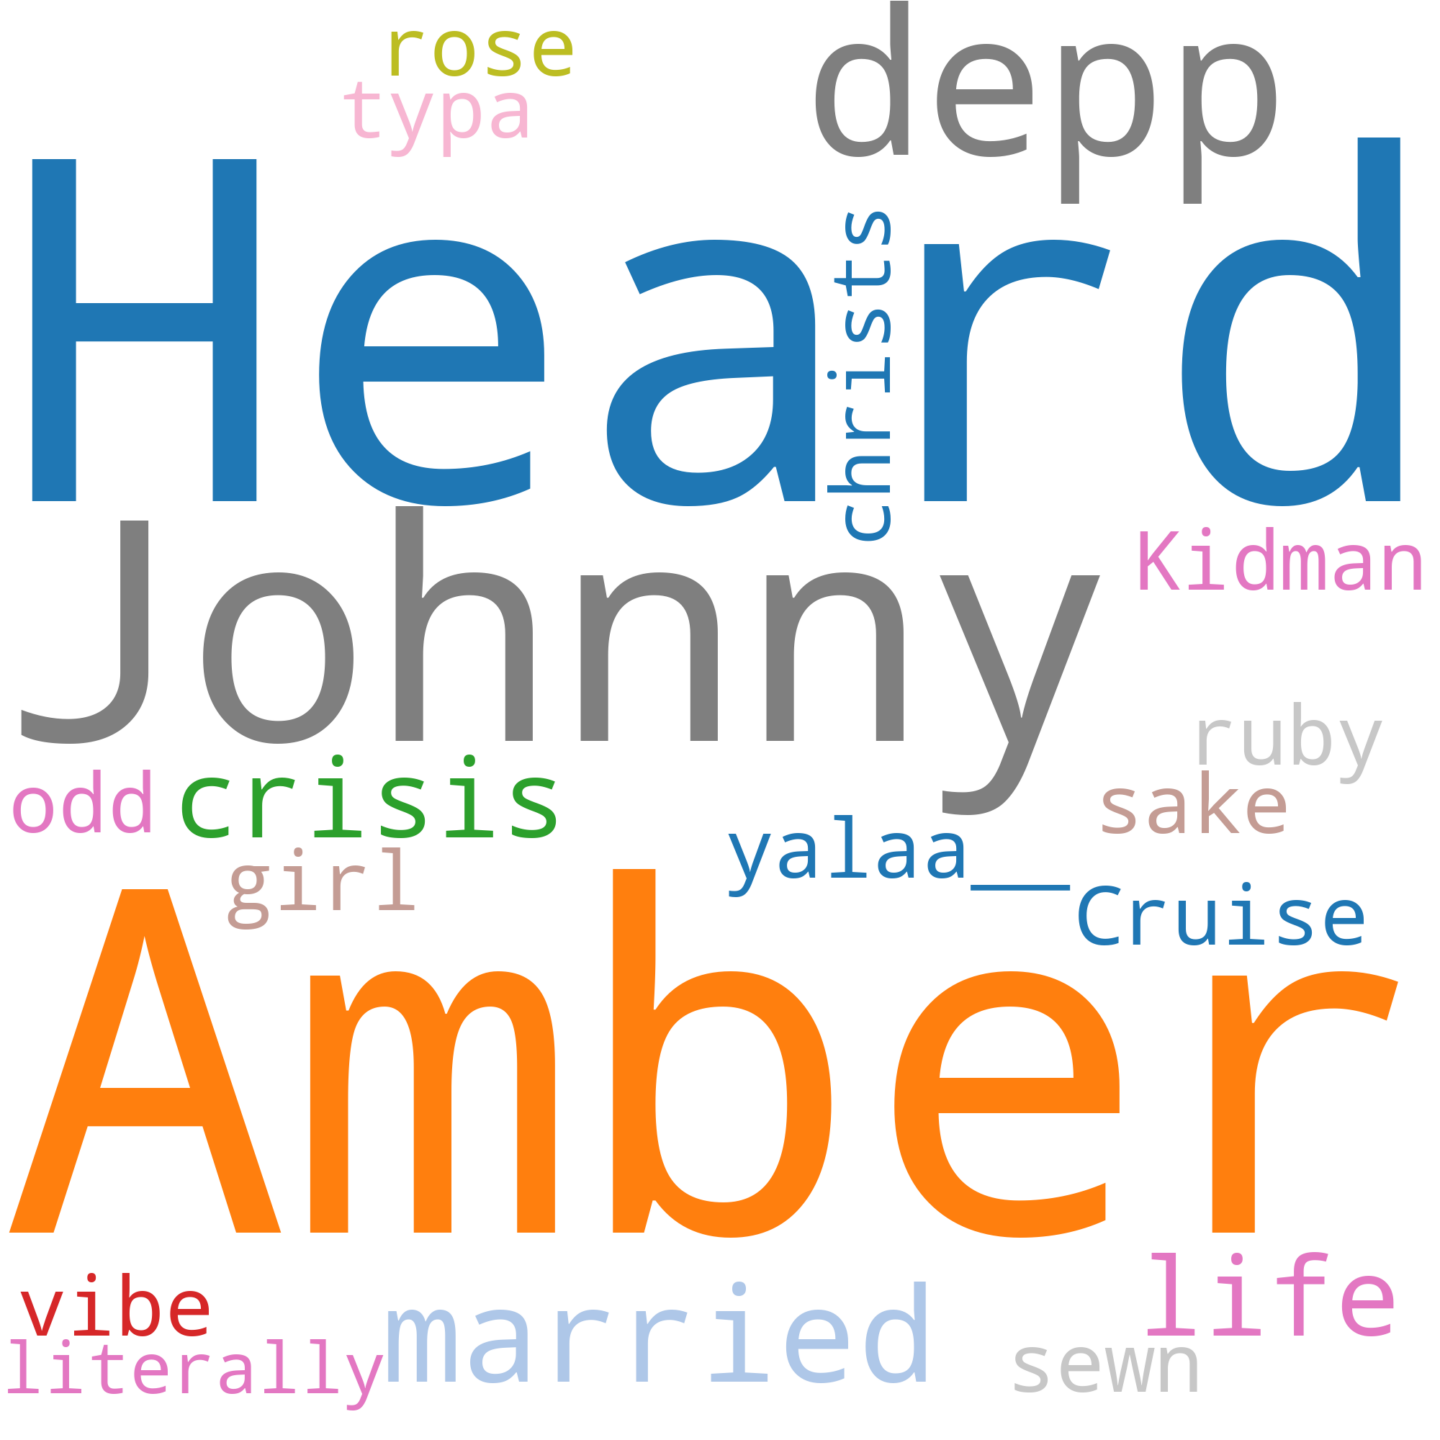 rose
depp
typa
Heard
christs
Johnny
Kidman
ruby
odd
crisis
sake
yalaa__
girl
Cruise
Amber
life
vibe
married
literally
sewn